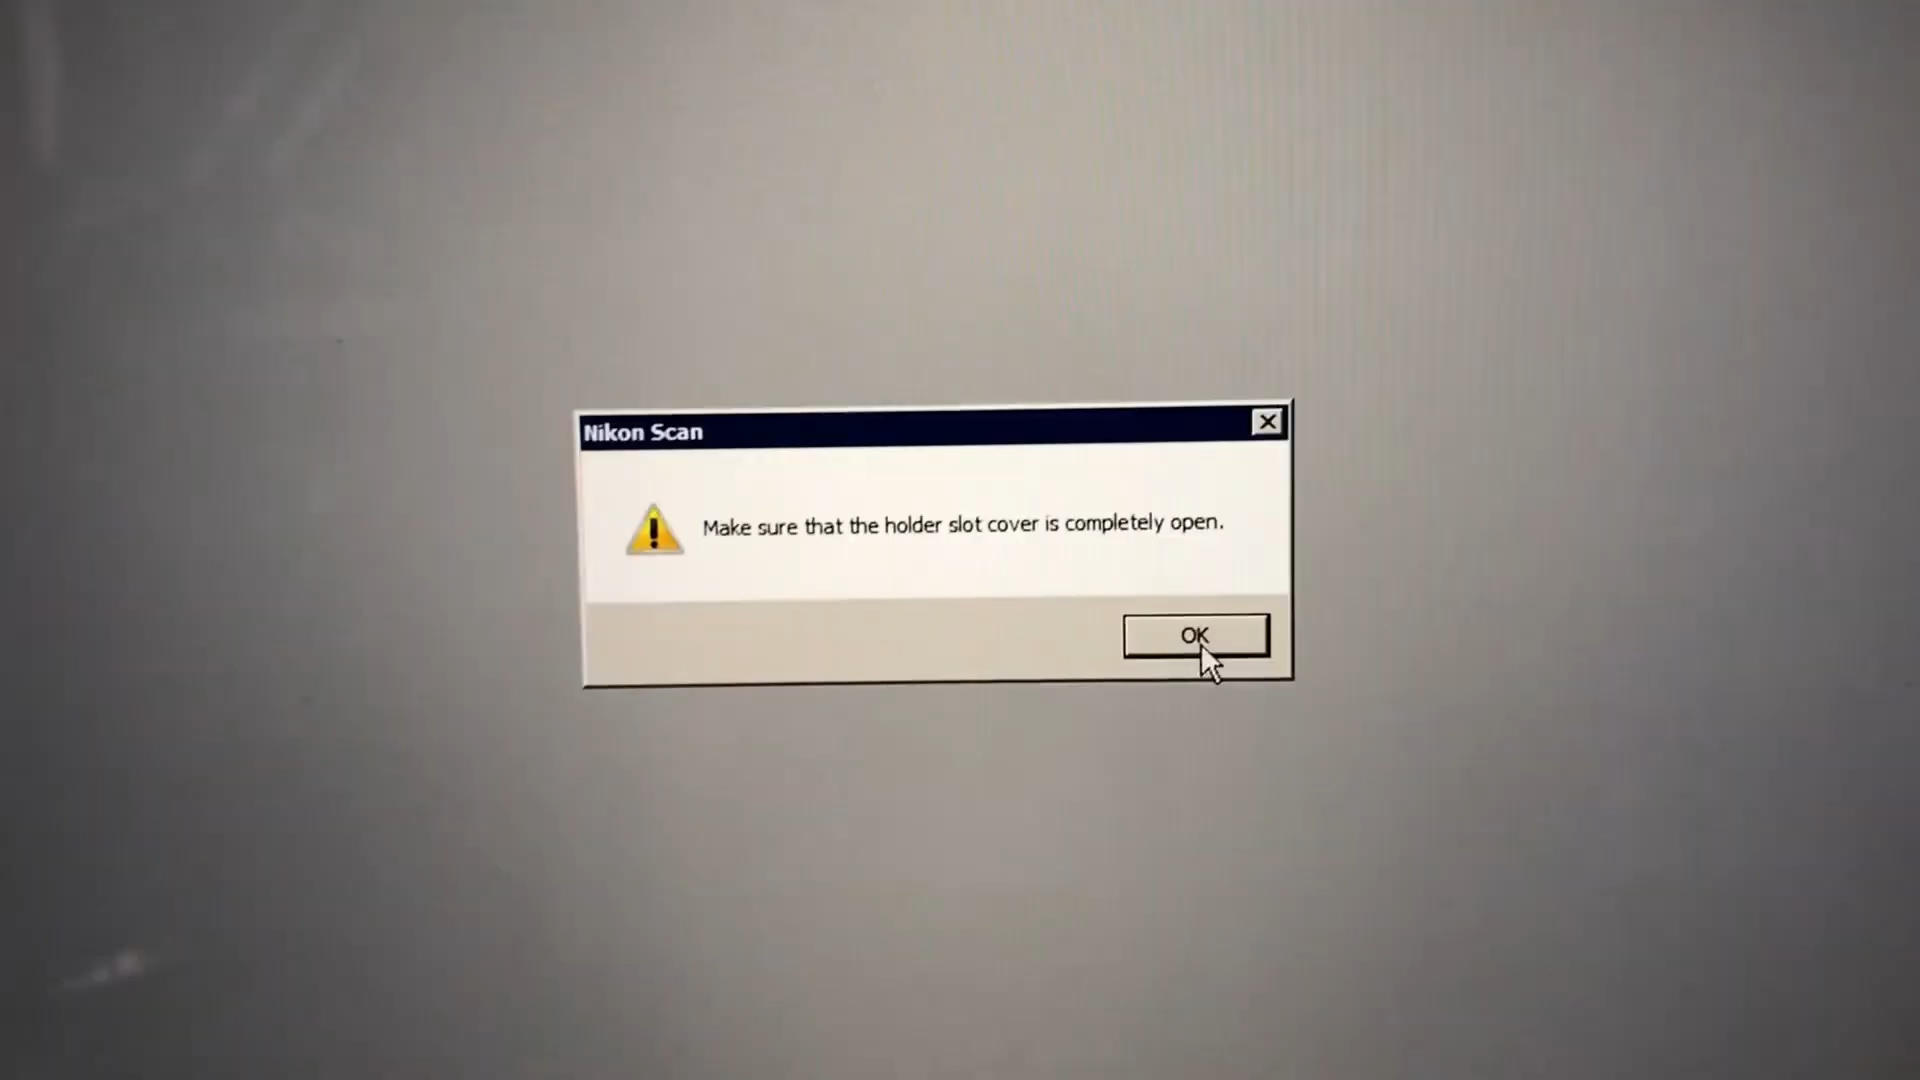 Nikon Scan
Make sure that the holder slot cover is completely open.
OK